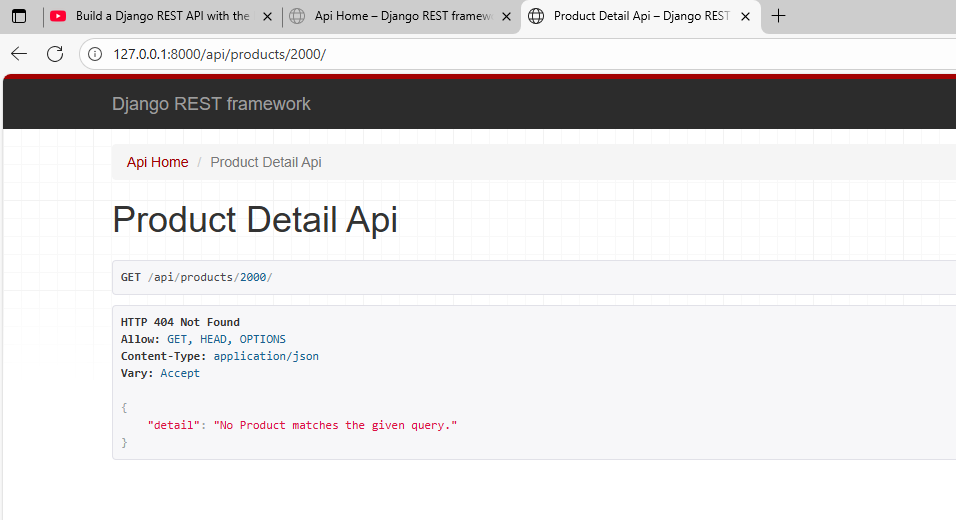 Build a Django REST API with the
Api Home – Django REST framew
Product Detail Api – Django REST
127.0.0.1:8000/api/products/2000/
Django REST framework
Api Home / Product Detail Api
Product Detail Api
GET /api/products/2000/
HTTP 404 Not Found
Allow: GET, HEAD, OPTIONS
Content-Type: application/json
Vary: Accept
{
    "detail": "No Product matches the given query."
}